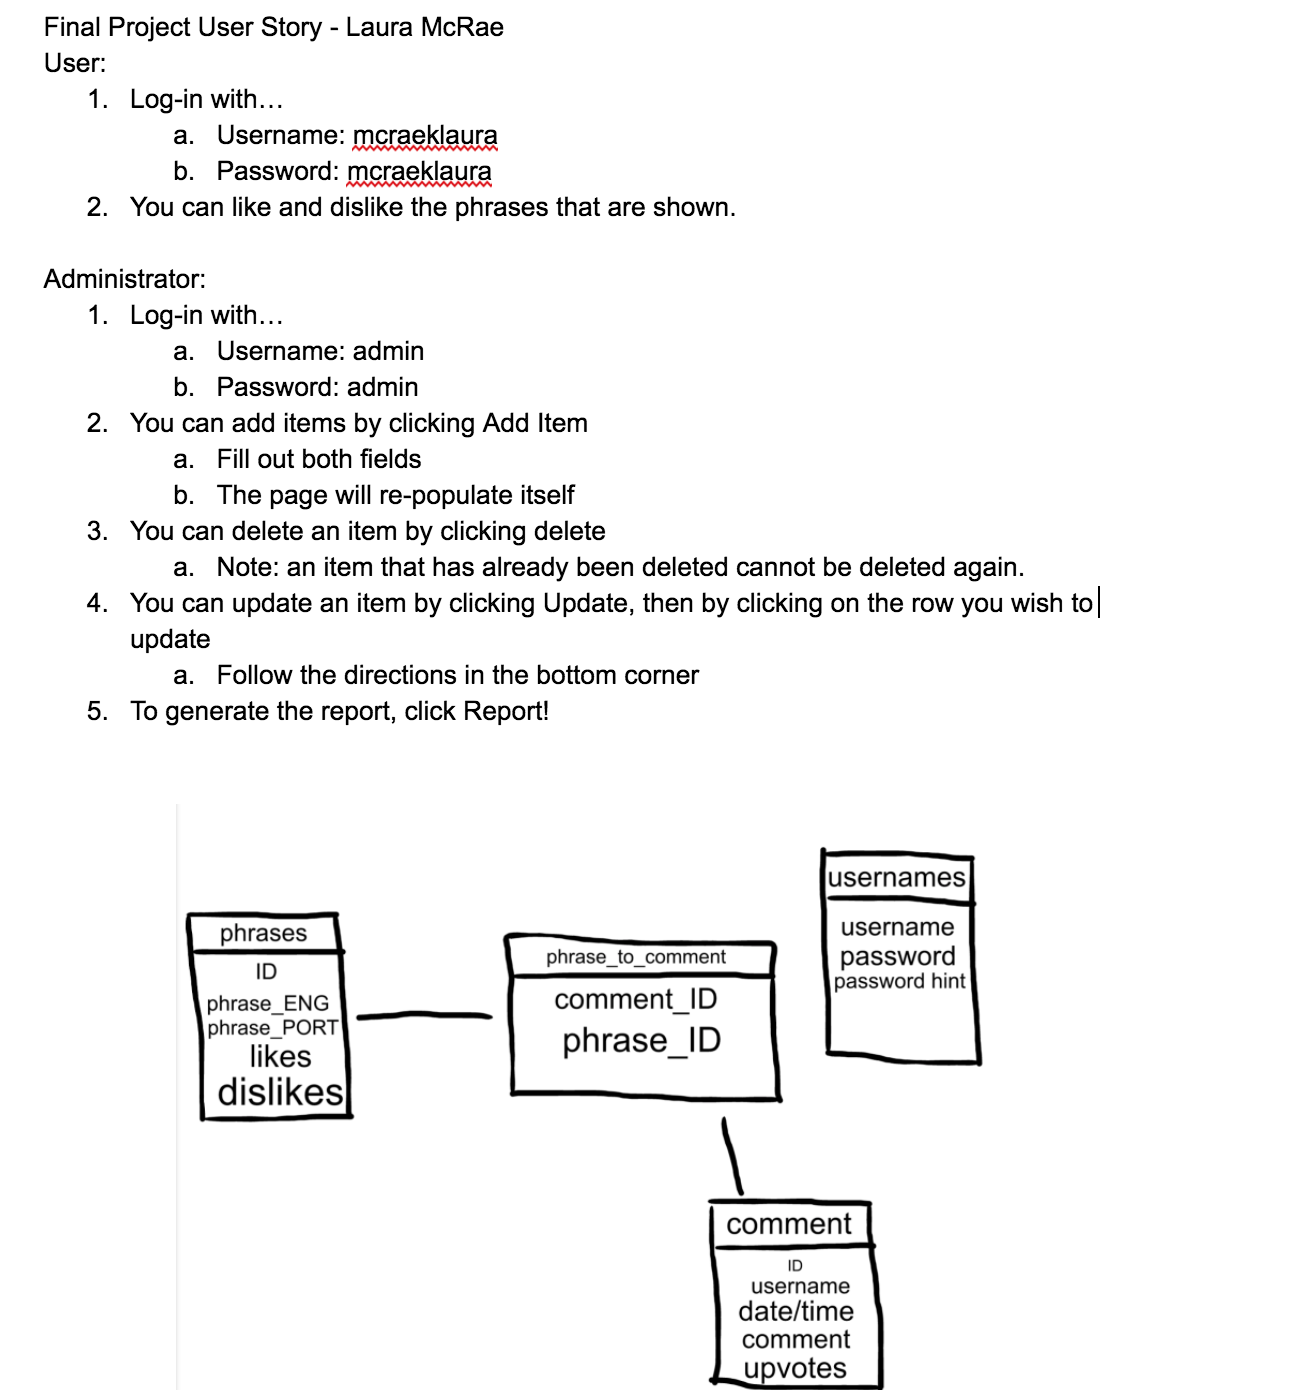 Final Project User Story - Laura McRae
User:
1. Log-in with...
a. Username: mcraeklaura
b. Password: mcraeklaura
2. You can like and dislike the phrases that are shown.
Administrator:
1. Log-in with...
a. Username: admin
b. Password: admin
2. You can add items by clicking Add Item
a. Fill out both fields
b. The page will re-populate itself
3. You can delete an item by clicking delete
a. Note: an item that has already been deleted cannot be deleted again.
4. You can update an item by clicking Update, then by clicking on the row you wish to
update
a. Follow the directions in the bottom corner
5. To generate the report, click Report!
phrases
ID
phrase_ENG
phrase_PORT
likes
dislikes
phrase_to_comment
comment_ID
phrase_ID
usernames
username
password
password hint
comment
ID
username
date/time
comment
upvotes